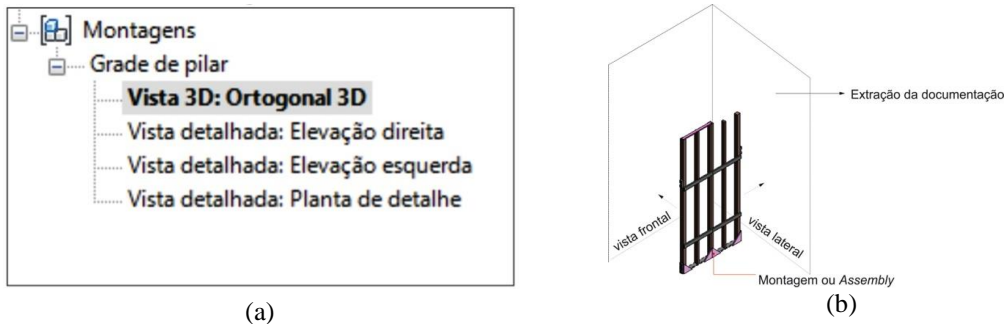 Montagens
Grade de pilar
Vista 3D: Ortogonal 3D
Vista detalhada: Elevação direita
Vista detalhada: Elevação esquerda
Vista detalhada: Planta de detalhe
(a)
Extração da documentação
vista frontal
vista lateral
Montagem ou Assembly
(b)